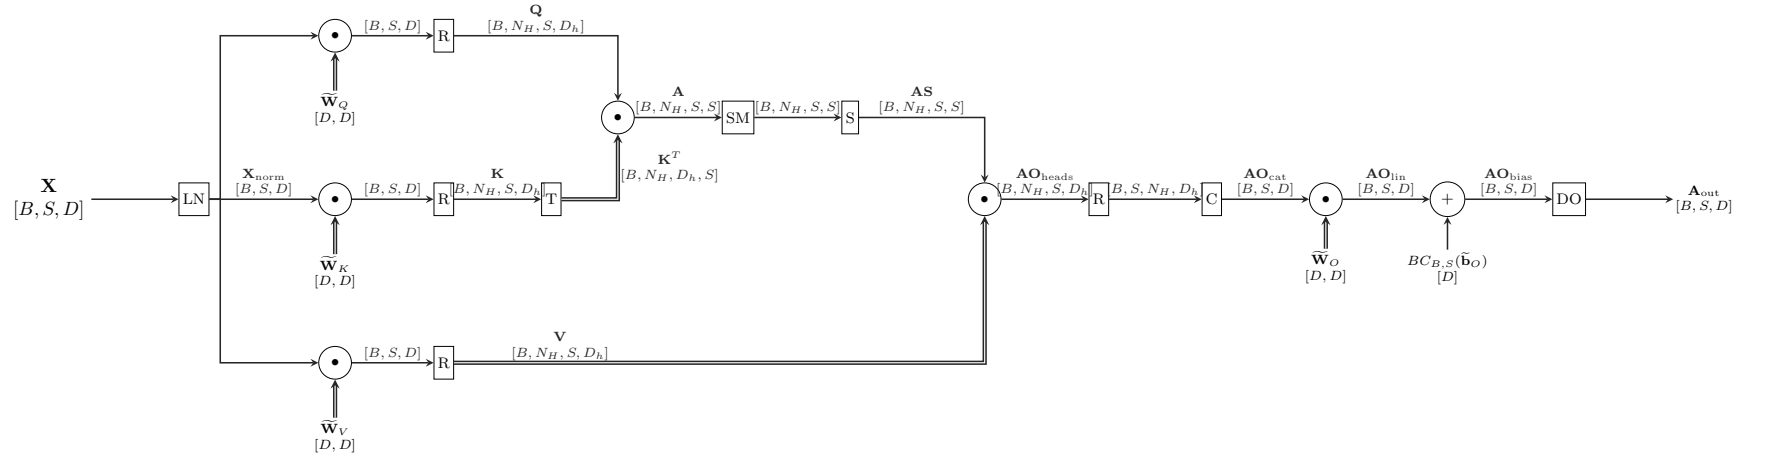 Q
[B, N_H, S, D_h]
[B, S, D]
R
W̃_Q
[D, D]
A
[B, N_H, S, S]
SM
[B, N_H, S, S]
S
AS
[B, N_H, S, S]
X
[B, S, D]
LN
X_norm
[B, S, D]
[B, S, D]
R
K
[B, N_H, S, D_h]
T
K^T
[B, N_H, D_h, S]
W̃_K
[D, D]
AO_heads
[B, N_H, S, D_h]
R
[B, S, N_H, D_h]
C
AO_cat
[B, S, D]
W̃_O
[D, D]
AO_lin
[B, S, D]
+
BC_{B,S}(b̃_O)
[D]
AO_bias
[B, S, D]
DO
A_out
[B, S, D]
[B, S, D]
R
V
[B, N_H, S, D_h]
W̃_V
[D, D]